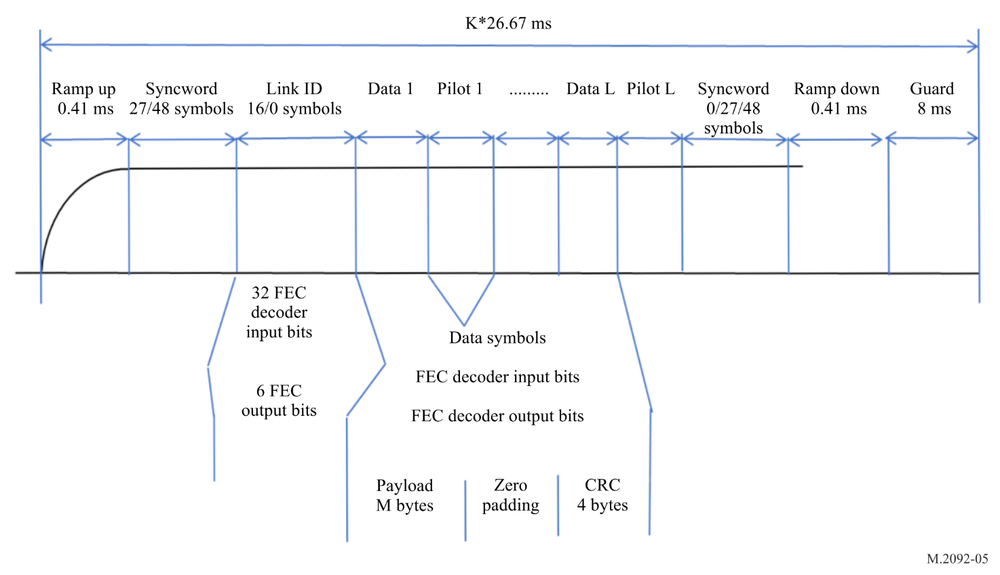 K*26.67 ms
Ramp up
0.41 ms
Syncword
27/48 symbols
Link ID
16/0 symbols
Data 1
Pilot 1
.........
Data L
Pilot L
Syncword
0/27/48
symbols
Ramp down
0.41 ms
Guard
8 ms
32 FEC
decoder
input bits
6 FEC
output bits
Data symbols
FEC decoder input bits
FEC decoder output bits
Payload
M bytes
Zero
padding
CRC
4 bytes
M.2092-05